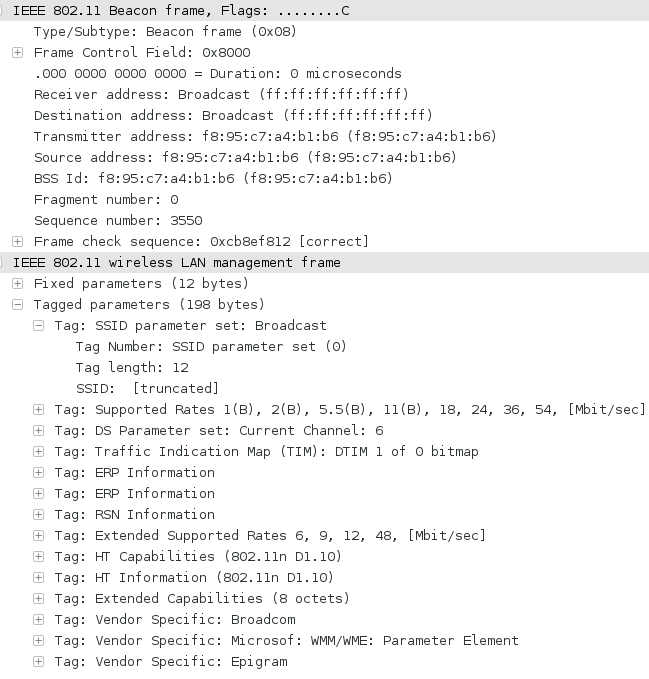 IEEE 802.11 Beacon frame, Flags: ........C
Type/Subtype: Beacon frame (0x08)
Frame Control Field: 0x8000
.000 0000 0000 0000 = Duration: 0 microseconds
Receiver address: Broadcast (ff:ff:ff:ff:ff:ff)
Destination address: Broadcast (ff:ff:ff:ff:ff:ff)
Transmitter address: f8:95:c7:a4:b1:b6 (f8:95:c7:a4:b1:b6)
Source address: f8:95:c7:a4:b1:b6 (f8:95:c7:a4:b1:b6)
BSS Id: f8:95:c7:a4:b1:b6 (f8:95:c7:a4:b1:b6)
Fragment number: 0
Sequence number: 3550
Frame check sequence: 0xcb8ef812 [correct]
IEEE 802.11 wireless LAN management frame
Fixed parameters (12 bytes)
Tagged parameters (198 bytes)
Tag: SSID parameter set: Broadcast
Tag Number: SSID parameter set (0)
Tag length: 12
SSID:  [truncated]
Tag: Supported Rates 1(B), 2(B), 5.5(B), 11(B), 18, 24, 36, 54, [Mbit/sec]
Tag: DS Parameter set: Current Channel: 6
Tag: Traffic Indication Map (TIM): DTIM 1 of 0 bitmap
Tag: ERP Information
Tag: ERP Information
Tag: RSN Information
Tag: Extended Supported Rates 6, 9, 12, 48, [Mbit/sec]
Tag: HT Capabilities (802.11n D1.10)
Tag: HT Information (802.11n D1.10)
Tag: Extended Capabilities (8 octets)
Tag: Vendor Specific: Broadcom
Tag: Vendor Specific: Microsof: WMM/WME: Parameter Element
Tag: Vendor Specific: Epigram